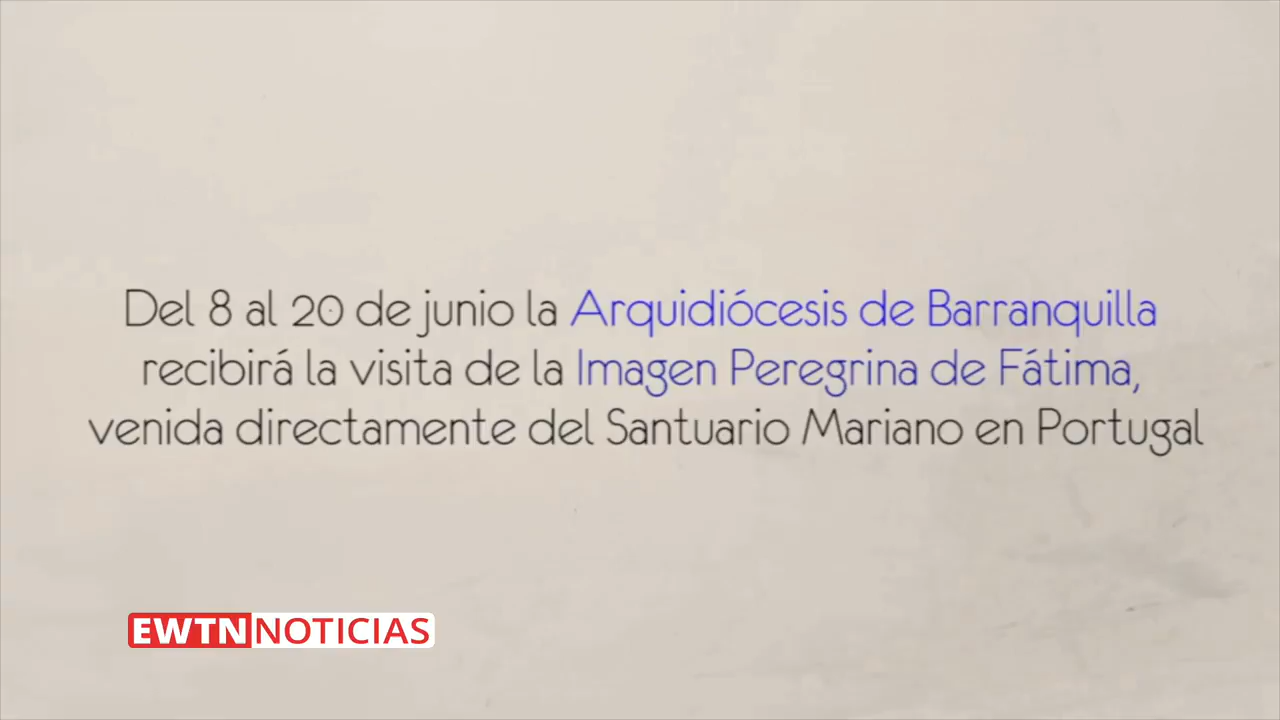 Del 8 al 20 de junio la Arquidiócesis de Barranquilla
recibirá la visita de la Imagen Peregrina de Fátima,
venida directamente del Santuario Mariano en Portugal
EWTN NOTICIAS